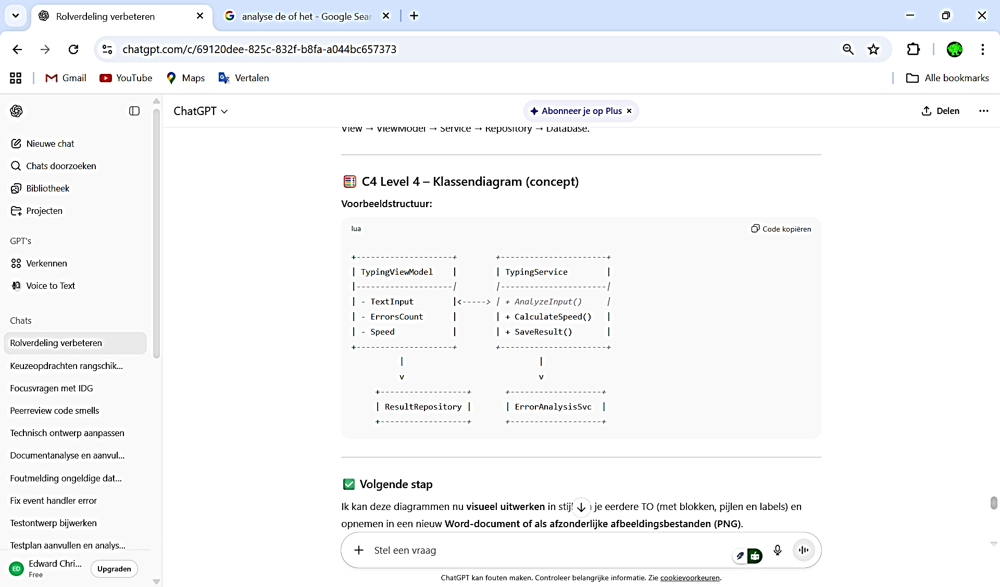 Rolverdeling verbeteren
analyse de of het - Google Sear
chatgpt.com/c/69120dee-825c-832f-b8fa-a044bc657373
Gmail
YouTube
Maps
Vertalen
Alle bookmarks
ChatGPT
Abonneer je op Plus
Delen
Nieuwe chat
Chats doorzoeken
Bibliotheek
Projecten
GPT's
Verkennen
Voice to Text
Chats
Rolverdeling verbeteren
Keuzeopdrachten rangschik...
Focusvragen met IDG
Peerreview code smells
Technisch ontwerp aanpassen
Documentanalyse en aanvul...
Foutmelding ongeldige dat...
Fix event handler error
Testontwerp bijwerken
Testplan aanvullen en analys...
ED
Edward Chri...
Free
Upgraden
View → ViewModel → Service → Repository → Database.
C4 Level 4 – Klassendiagram (concept)
Voorbeeldstructuur:
lua
Code kopiëren
+--------------------+ +----------------------+
| TypingViewModel | | TypingService |
|--------------------| |----------------------|
| - TextInput |<-----> | + AnalyzeInput() |
| - ErrorsCount | | + CalculateSpeed() |
| - Speed | | + SaveResult() |
+--------------------+ +----------------------+
| |
v v
+------------------+ +-------------------+
| ResultRepository | | ErrorAnalysisSvc |
+------------------+ +-------------------+
Volgende stap
Ik kan deze diagrammen nu visueel uitwerken in stijl je eerdere TO (met blokken, pijlen en labels) en
opnemen in een nieuw Word-document of als afzonderlijke afbeeldingsbestanden (PNG).
Stel een vraag
ChatGPT kan fouten maken. Controleer belangrijke informatie. Zie cookievoorkeuren.